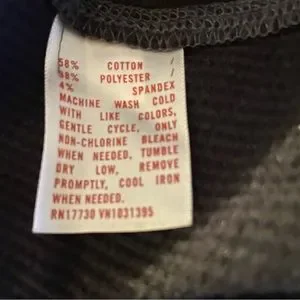 58% COTTON /
38% POLYESTER /
4% SPANDEX
MACHINE WASH COLD
WITH LIKE COLORS,
GENTLE CYCLE, ONLY
NON-CHLORINE BLEACH
WHEN NEEDED, TUMBLE
DRY LOW, REMOVE
PROMPTLY, COOL IRON
WHEN NEEDED.
RN17730 VN1031395